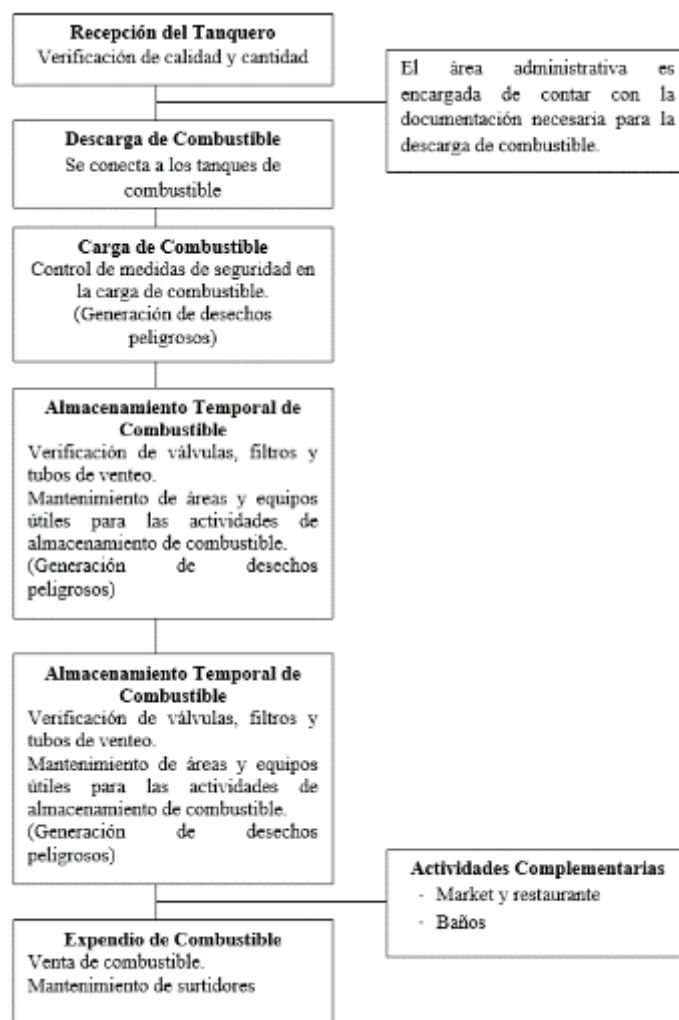 Recepción del Tanquero
Verificación de calidad y cantidad
El área administrativa es
encargada de contar con la
documentación necesaria para la
descarga de combustible.
Descarga de Combustible
Se conecta a los tanques de
combustible
Carga de Combustible
Control de medidas de seguridad en
la carga de combustible.
(Generación de desechos
peligrosos)
Almacenamiento Temporal de
Combustible
Verificación de válvulas, filtros y
tubos de venteo.
Mantenimiento de áreas y equipos
útiles para las actividades de
almacenamiento de combustible.
(Generación de desechos
peligrosos)
Almacenamiento Temporal de
Combustible
Verificación de válvulas, filtros y
tubos de venteo.
Mantenimiento de áreas y equipos
útiles para las actividades de
almacenamiento de combustible.
(Generación de desechos
peligrosos)
Actividades Complementarias
- Market y restaurante
- Baños
Expendio de Combustible
Venta de combustible.
Mantenimiento de surtidores